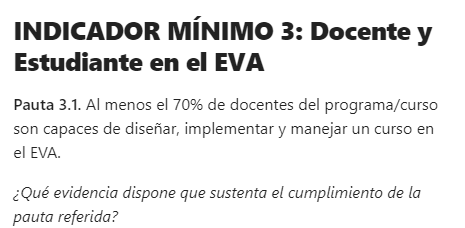 INDICADOR MÍNIMO 3: Docente y
Estudiante en el EVA
Pauta 3.1. Al menos el 70% de docentes del programa/curso
son capaces de diseñar, implementar y manejar un curso en
el EVA.
¿Qué evidencia dispone que sustenta el cumplimiento de la
pauta referida?